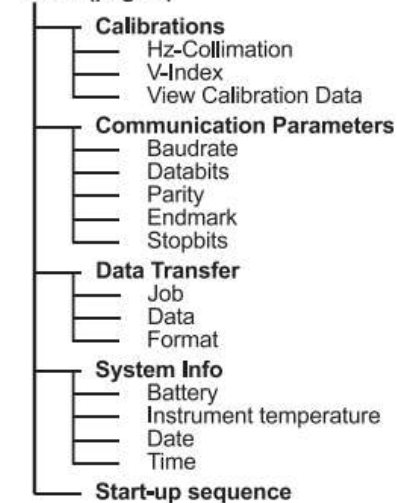 Calibrations
Hz-Collimation
V-Index
View Calibration Data
Communication Parameters
Baudrate
Databits
Parity
Endmark
Stopbits
Data Transfer
Job
Data
Format
System Info
Battery
Instrument temperature
Date
Time
Start-up sequence